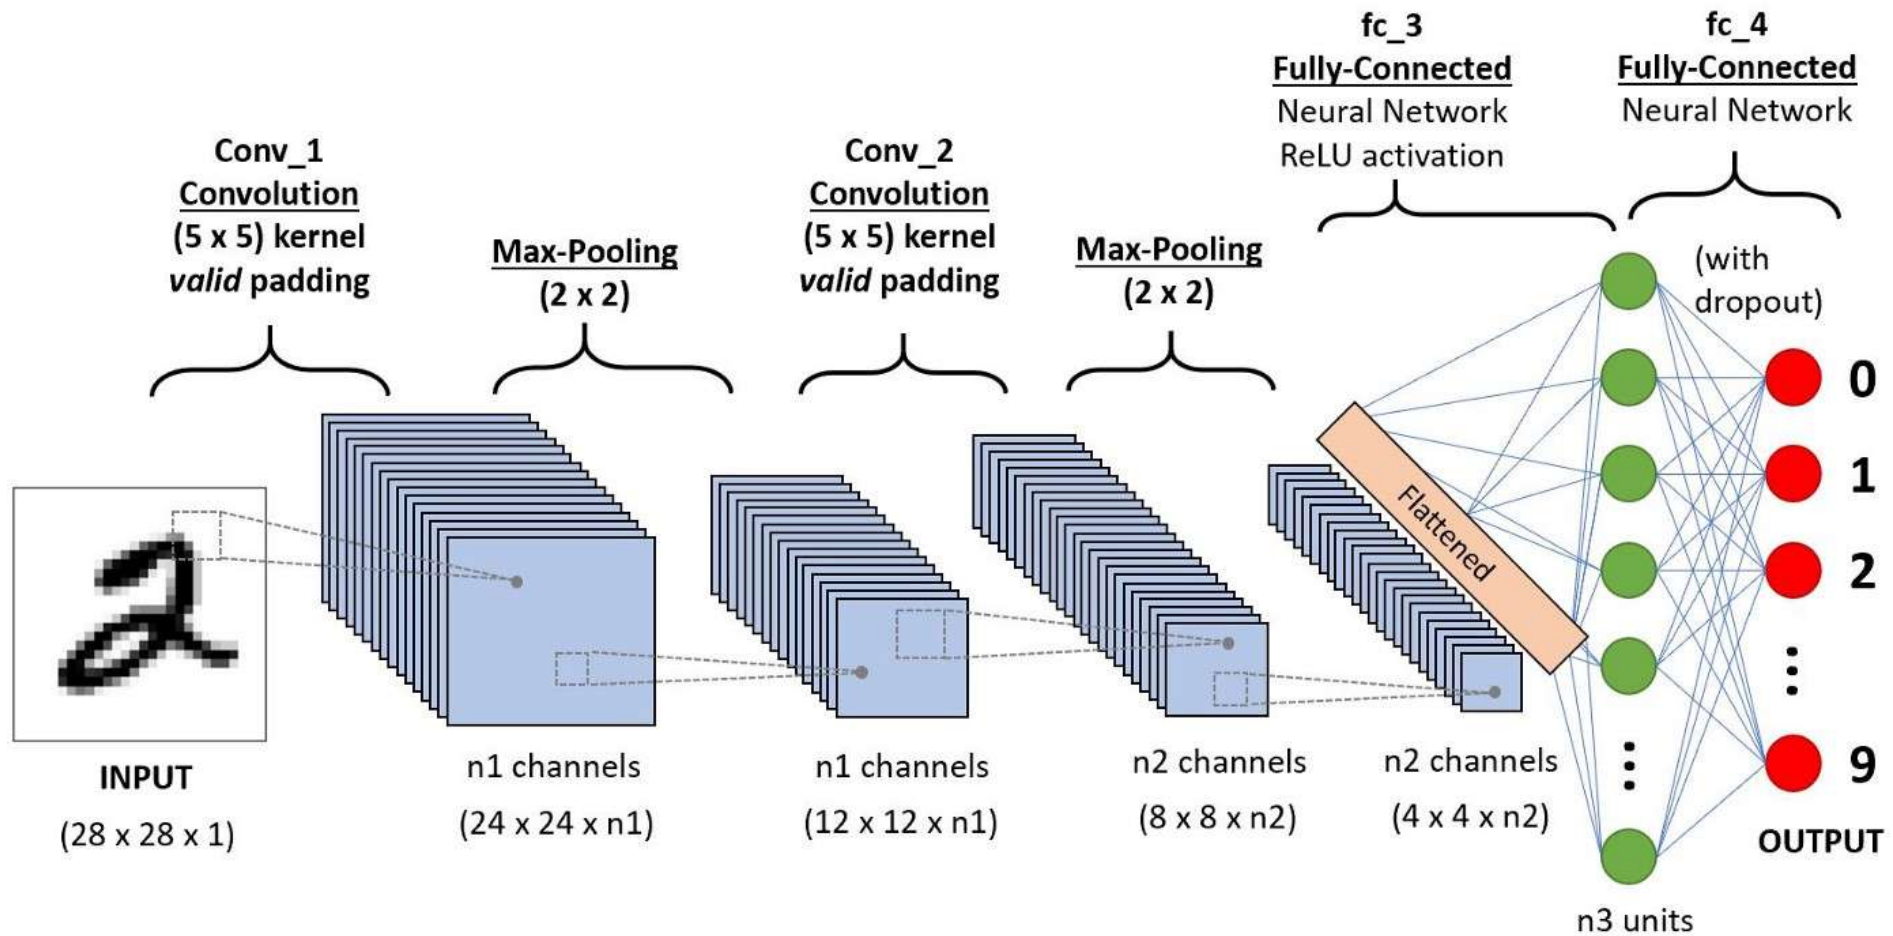 Conv_1
Convolution
(5 x 5) kernel
valid padding
Max-Pooling
(2 x 2)
Conv_2
Convolution
(5 x 5) kernel
valid padding
Max-Pooling
(2 x 2)
fc_3
Fully-Connected
Neural Network
ReLU activation
fc_4
Fully-Connected
Neural Network
(with
dropout)
2
Flattened
0
1
2
9
INPUT
(28 x 28 x 1)
n1 channels
(24 x 24 x n1)
n1 channels
(12 x 12 x n1)
n2 channels
(8 x 8 x n2)
n2 channels
(4 x 4 x n2)
OUTPUT
n3 units